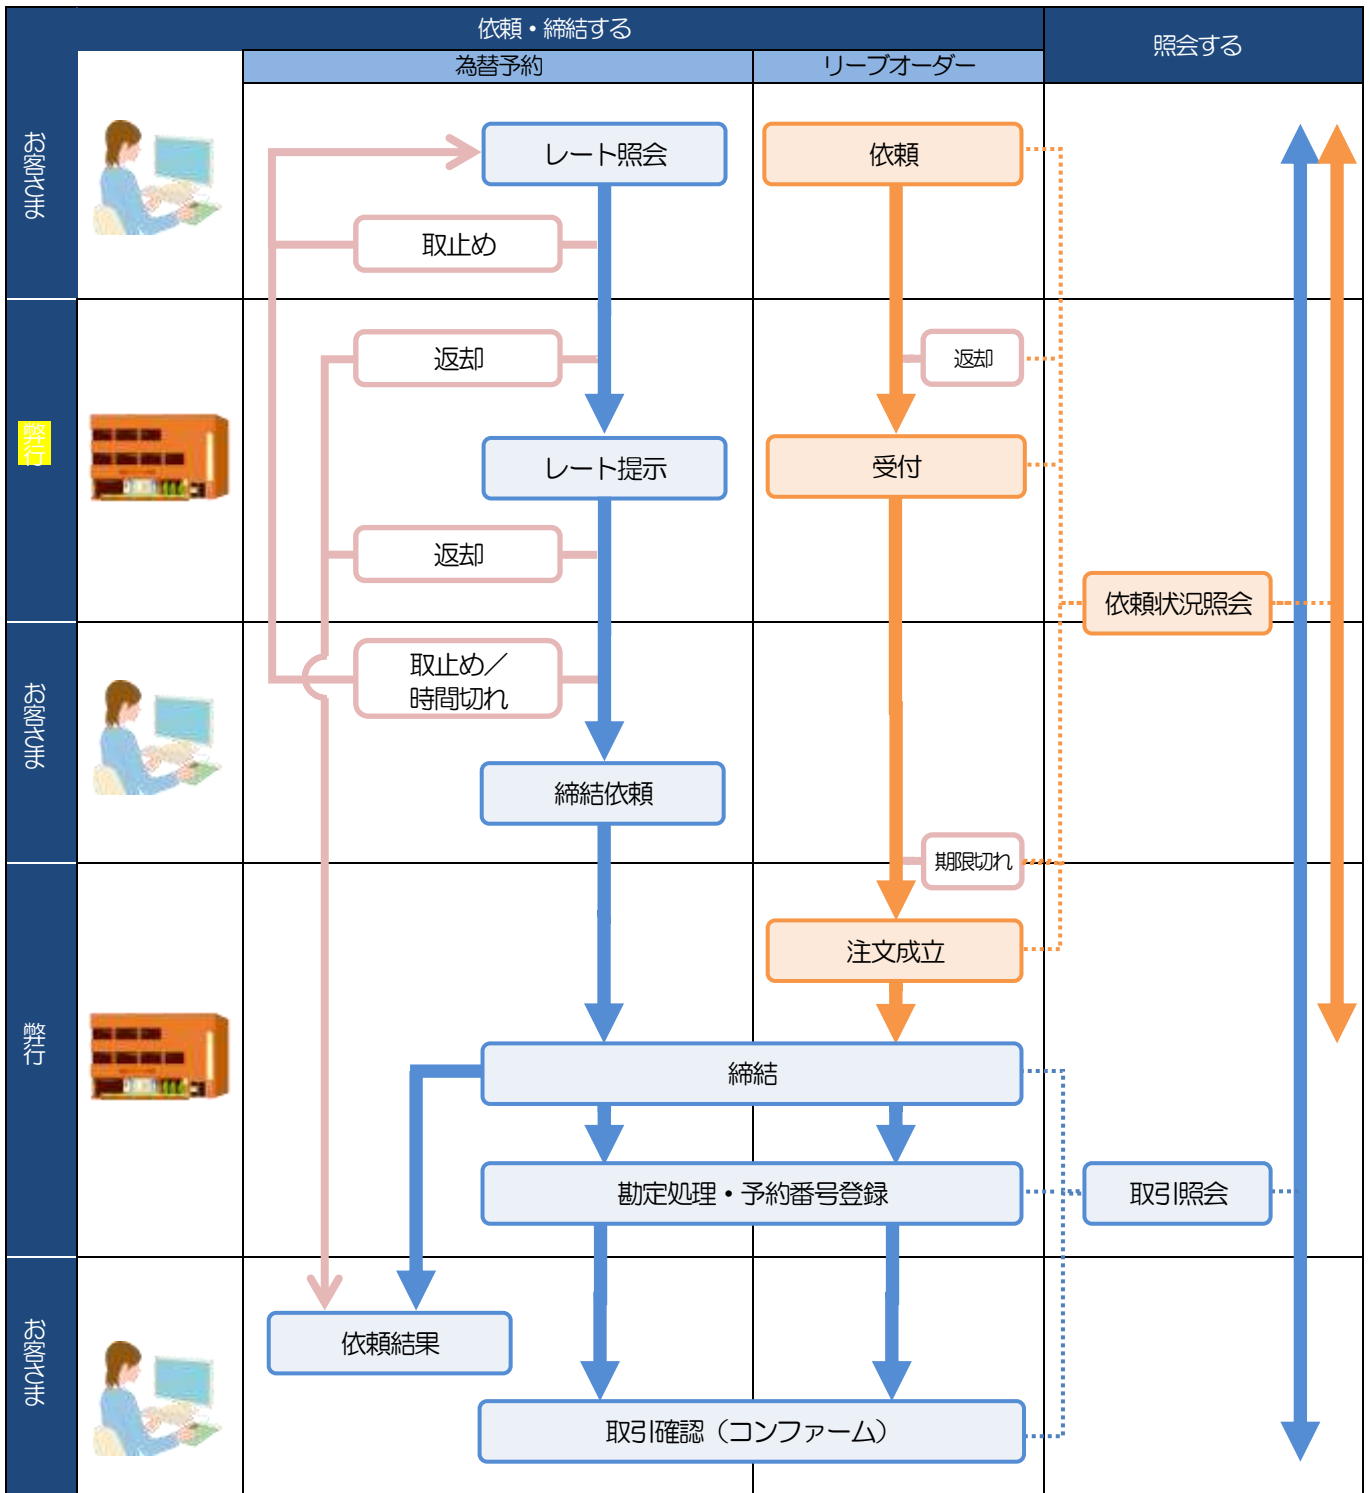 依頼・締結する
照会する
為替予約
リーブオーダー
お客さま
レート照会
依頼
取止め
弊行
返却
返却
レート提示
受付
返却
依頼状況照会
お客さま
取止め／
時間切れ
締結依頼
期限切れ
弊行
注文成立
締結
勘定処理・予約番号登録
取引照会
お客さま
依頼結果
取引確認（コンファーム）